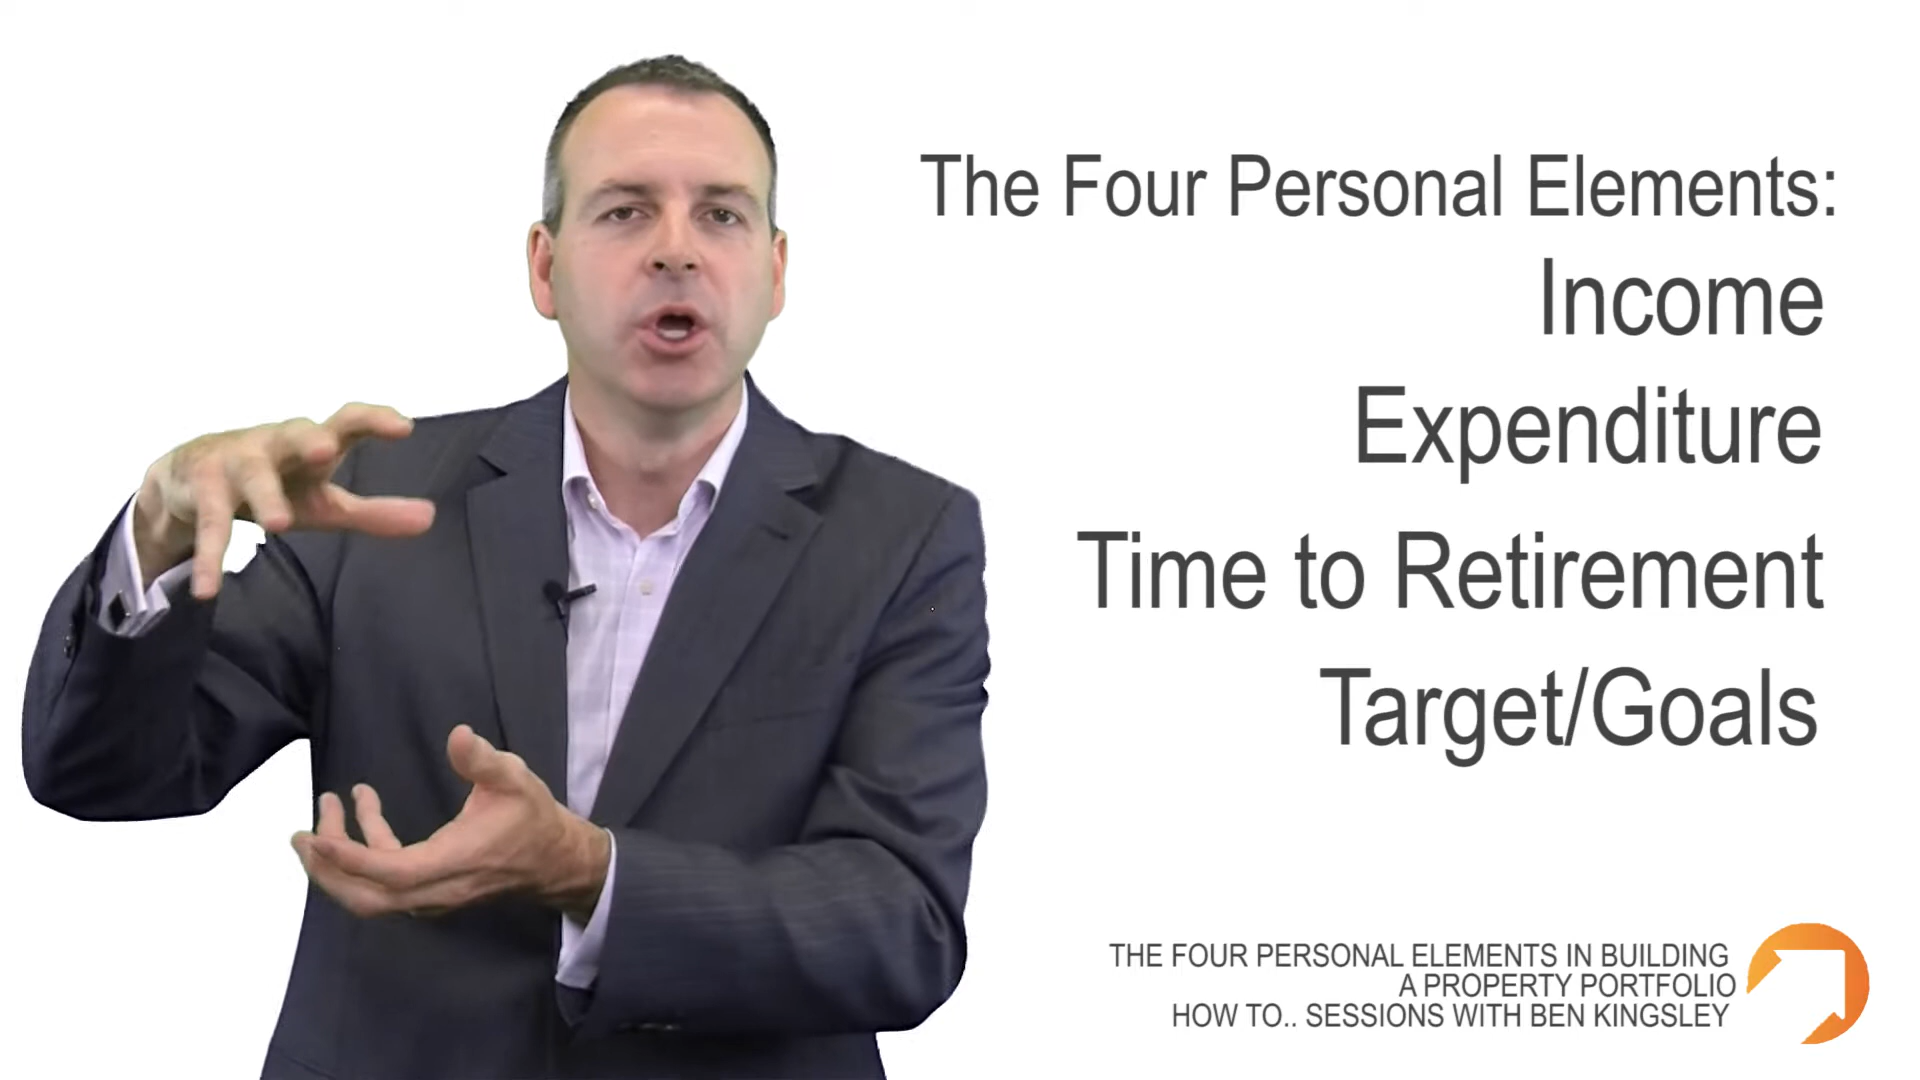 The Four Personal Elements:
Income
Expenditure
Time to Retirement
Target/Goals
THE FOUR PERSONAL ELEMENTS IN BUILDING
A PROPERTY PORTFOLIO
HOW TO.. SESSIONS WITH BEN KINGSLEY